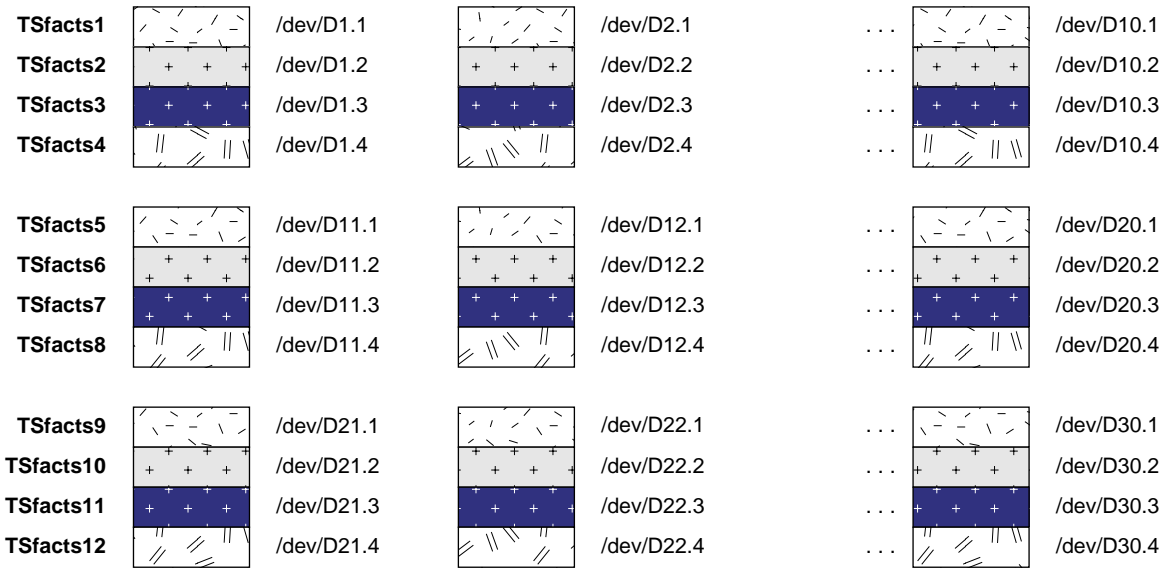 TSfacts1 /dev/D1.1 /dev/D2.1 . . . /dev/D10.1
TSfacts2 /dev/D1.2 /dev/D2.2 . . . /dev/D10.2
TSfacts3 /dev/D1.3 /dev/D2.3 . . . /dev/D10.3
TSfacts4 /dev/D1.4 /dev/D2.4 . . . /dev/D10.4
TSfacts5 /dev/D11.1 /dev/D12.1 . . . /dev/D20.1
TSfacts6 /dev/D11.2 /dev/D12.2 . . . /dev/D20.2
TSfacts7 /dev/D11.3 /dev/D12.3 . . . /dev/D20.3
TSfacts8 /dev/D11.4 /dev/D12.4 . . . /dev/D20.4
TSfacts9 /dev/D21.1 /dev/D22.1 . . . /dev/D30.1
TSfacts10 /dev/D21.2 /dev/D22.2 . . . /dev/D30.2
TSfacts11 /dev/D21.3 /dev/D22.3 . . . /dev/D30.3
TSfacts12 /dev/D21.4 /dev/D22.4 . . . /dev/D30.4